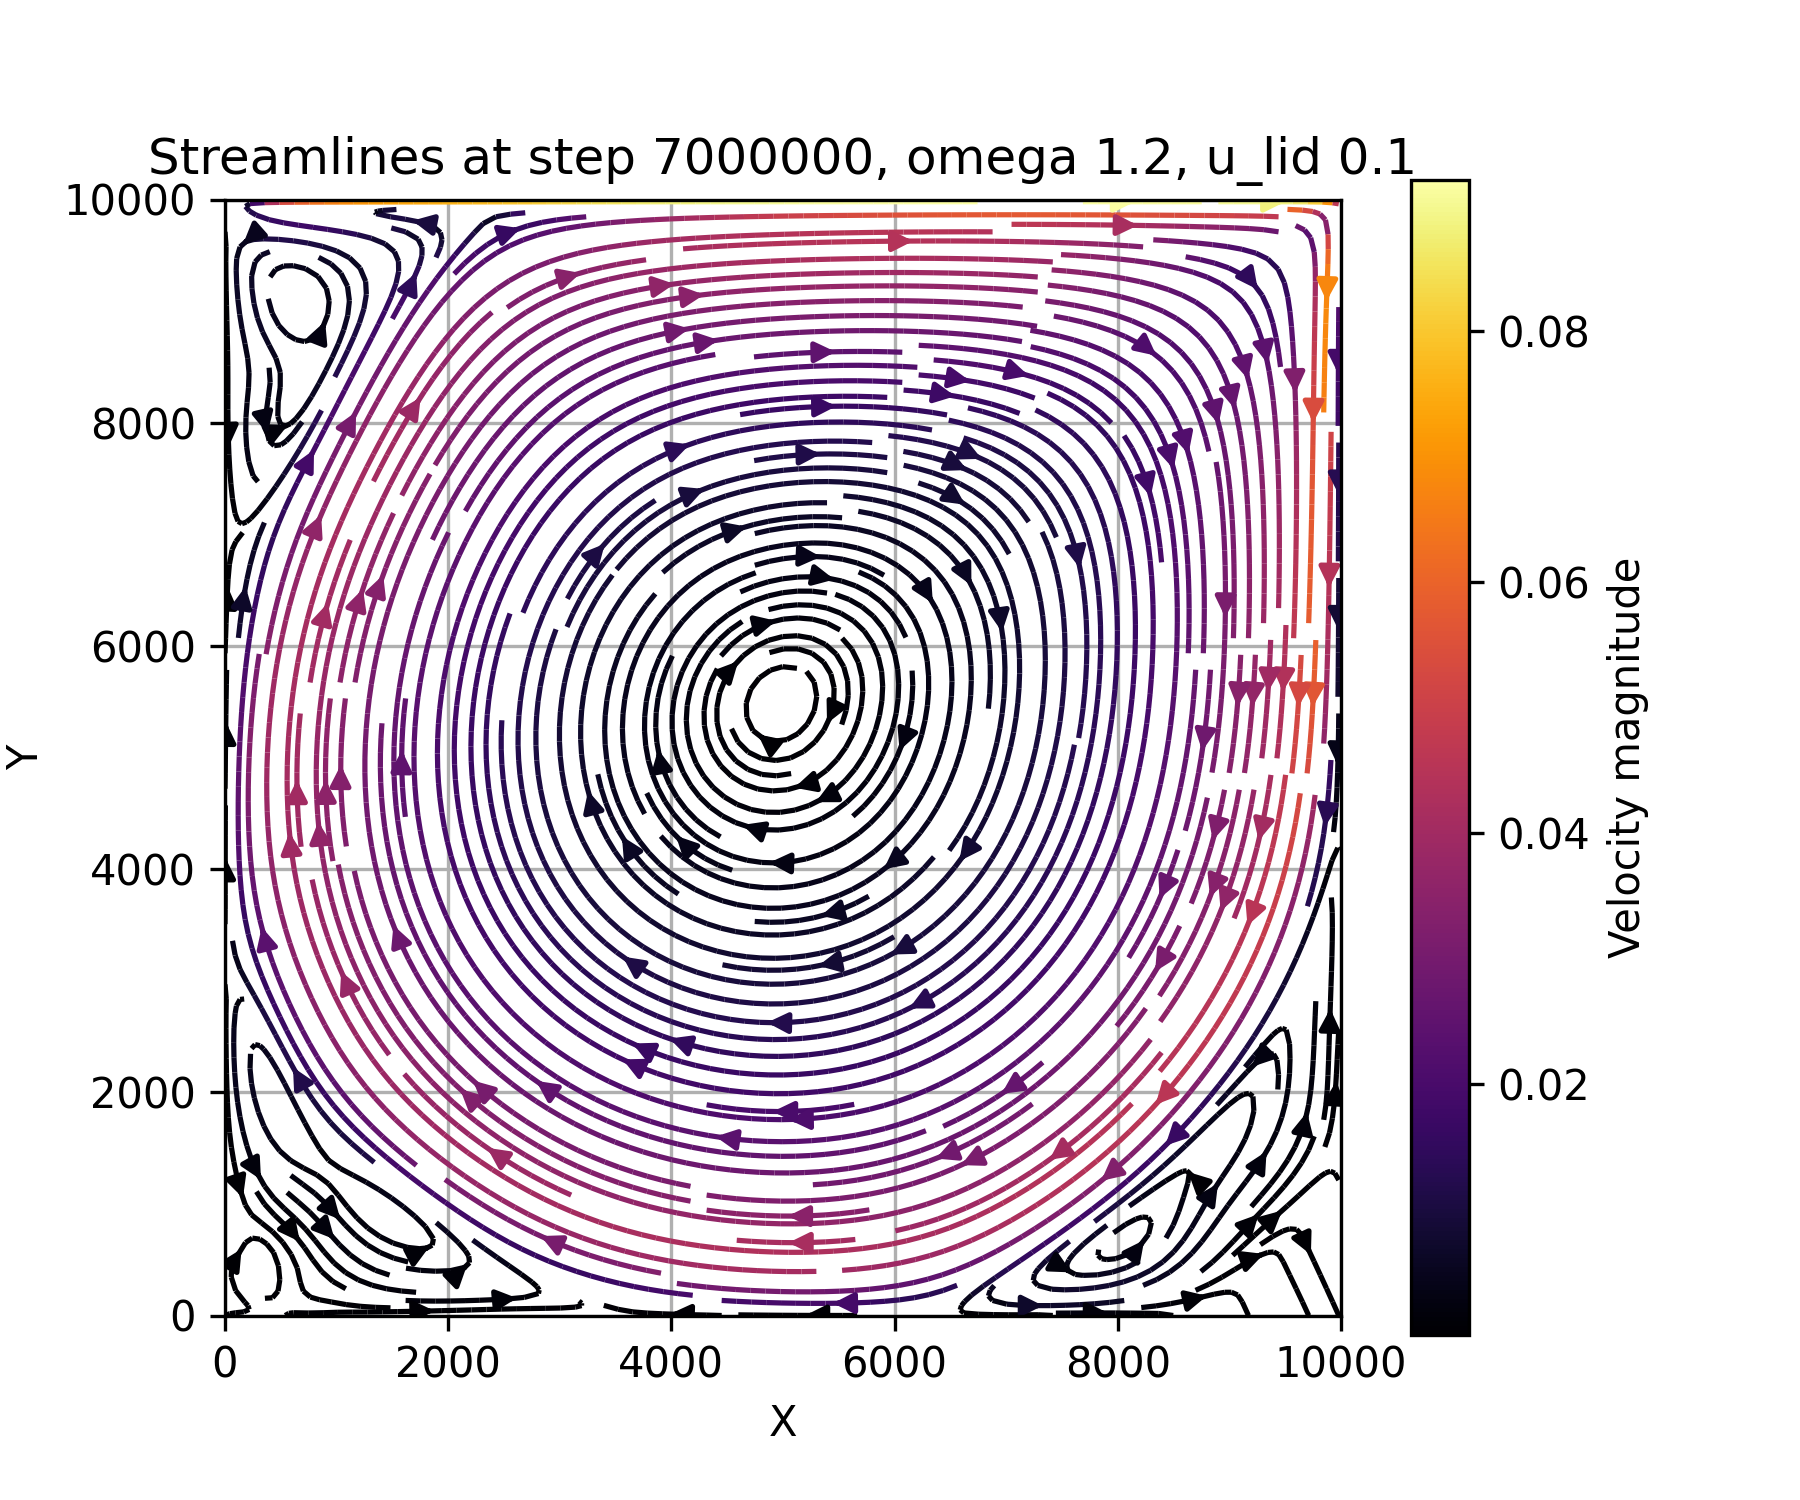 Streamlines at step 7000000, omega 1.2, u_lid 0.1
10000
8000
6000
4000
2000
0
Y
0 2000 4000 6000 8000 10000
X
0.08
0.06
0.04
0.02
Velocity magnitude